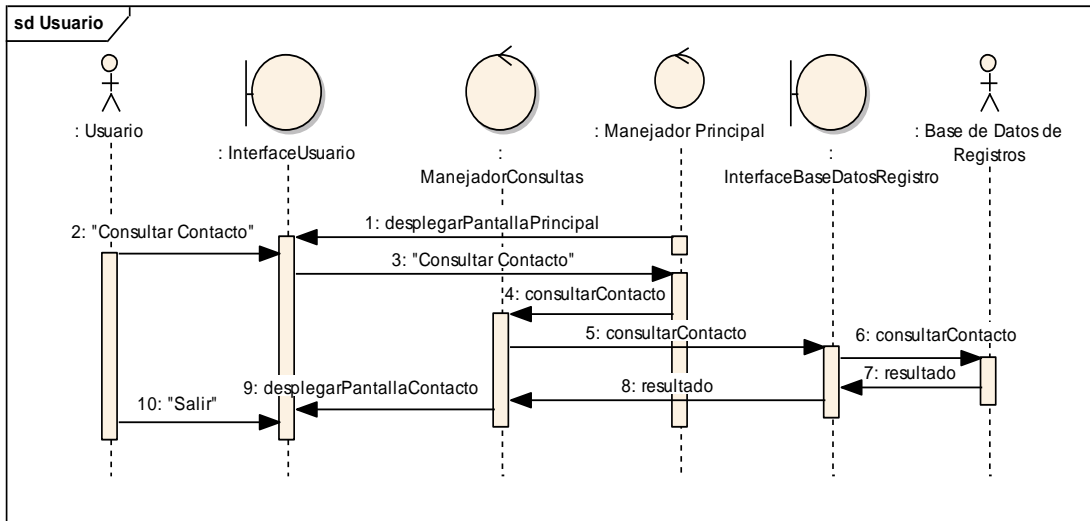 sd Usuario
: Usuario
: InterfaceUsuario
:
ManejadorConsultas
: Manejador Principal
:
InterfaceBaseDatosRegistro
: Base de Datos de
Registros
1: desplegarPantallaPrincipal
2: "Consultar Contacto"
3: "Consultar Contacto"
4: consultarContacto
5: consultarContacto
6: consultarContacto
7: resultado
8: resultado
9: desplegarPantallaContacto
10: "Salir"